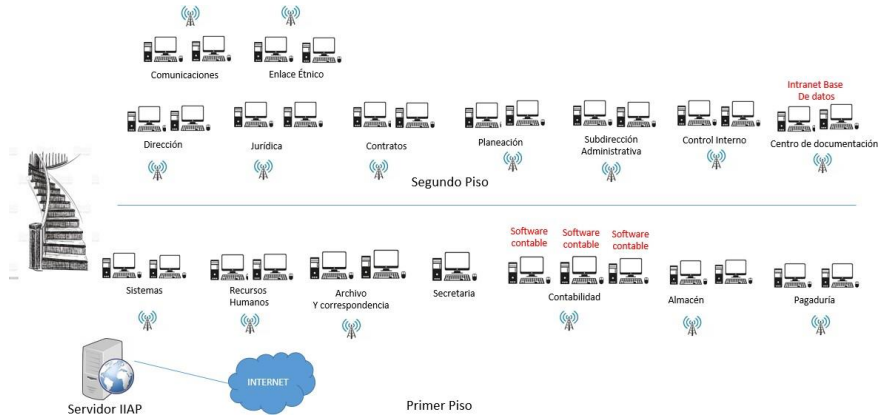 Comunicaciones
Enlace Étnico
Intranet Base
De datos
Dirección
Jurídica
Contratos
Planeación
Subdirección
Administrativa
Control Interno
Centro de documentación
Segundo Piso
Software
contable
Software
contable
Software
contable
Sistemas
Recursos
Humanos
Archivo
Y correspondencia
Secretaria
Contabilidad
Almacén
Pagaduría
INTERNET
Servidor IIAP
Primer Piso